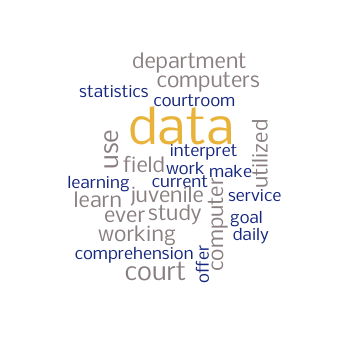 department
computers
statistics
courtroom
data
use
utilized
interpret
field
work
make
learning
current
juvenile
service
learn
computer
ever
study
goal
working
daily
comprehension
offer
court